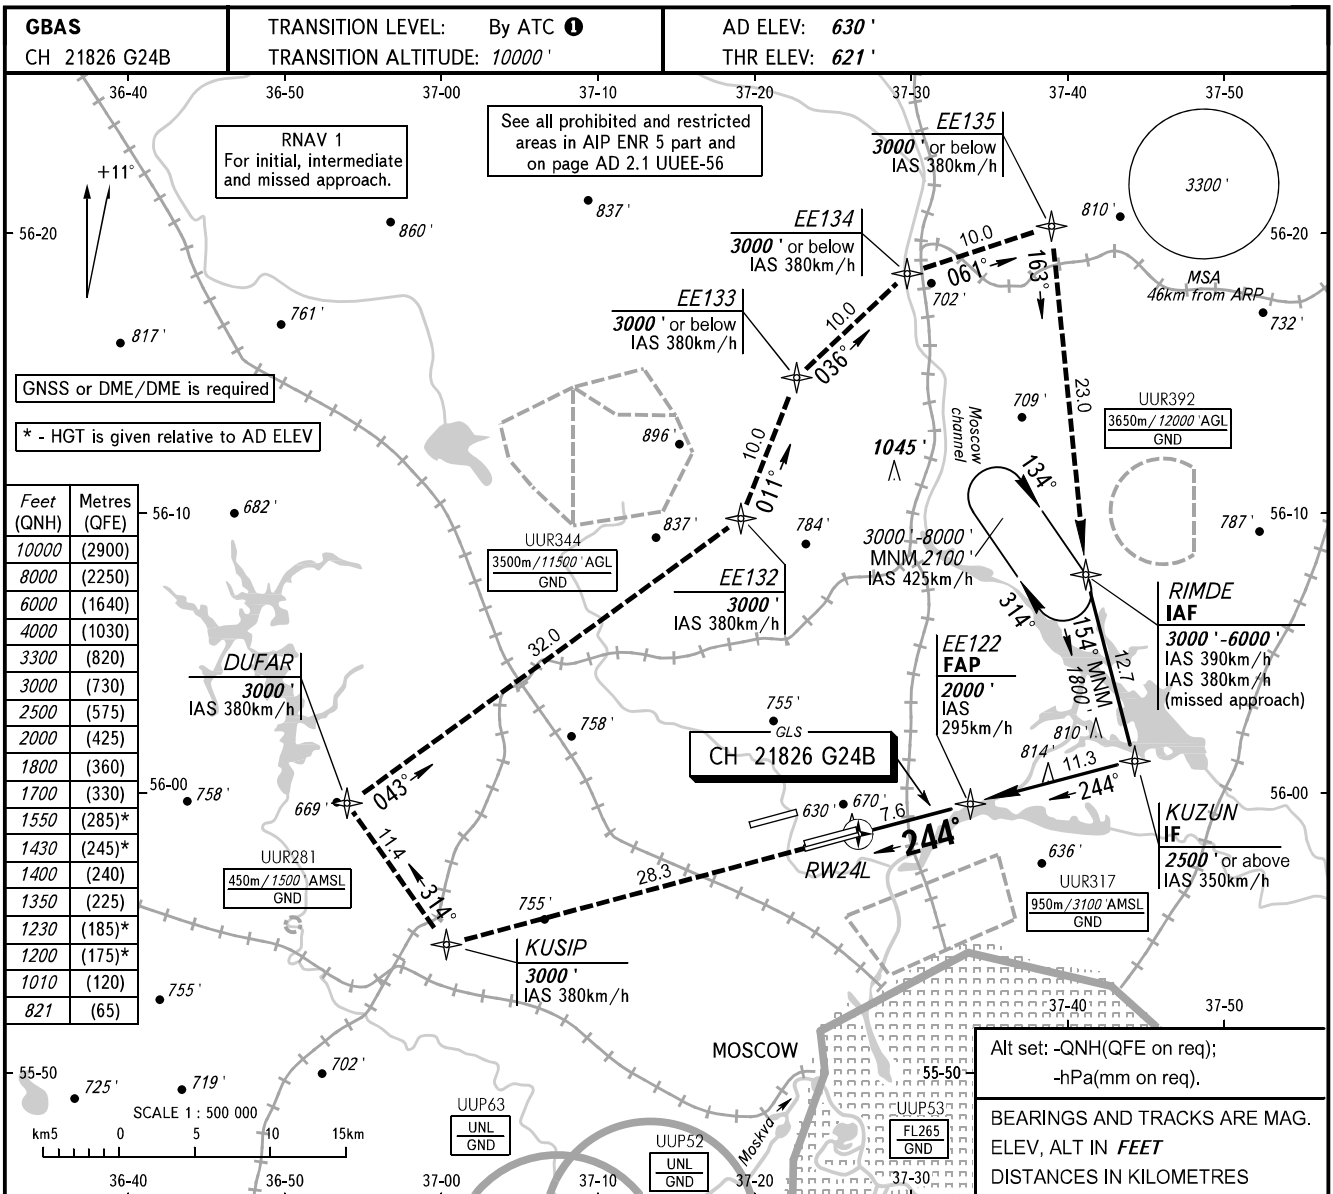 GBAS
CH 21826 G24B
TRANSITION LEVEL: By ATC ❶
TRANSITION ALTITUDE: 10000 '
AD ELEV: 630 '
THR ELEV: 621 '
36-40
36-50
37-00
37-10
37-20
37-30
37-40
37-50
RNAV 1
For initial, intermediate
and missed approach.
See all prohibited and restricted
areas in AIP ENR 5 part and
on page AD 2.1 UUEE-56
+11°
EE135
3000 ' or below
IAS 380km/h
3300 '
MSA
46km from ARP
837 '
860 '
810 '
56-20
56-20
EE134
3000 ' or below
IAS 380km/h
10.0
061°
163°
702 '
732 '
EE133
3000 ' or below
IAS 380km/h
10.0
036°
761 '
817 '
GNSS or DME/DME is required
* - HGT is given relative to AD ELEV
23.0
709 '
UUR392
3650m/12000 'AGL
GND
Moscow
channel
896 '
1045 '
10.0
011°
134°
Feet
(QNH)
Metres
(QFE)
10000 (2900)
8000 (2250)
6000 (1640)
4000 (1030)
3300 (820)
3000 (730)
2500 (575)
2000 (425)
1800 (360)
1700 (330)
1550 (285)*
1430 (245)*
1400 (240)
1350 (225)
1230 (185)*
1200 (175)*
1010 (120)
821 (65)
56-10
682 '
837 '
784 '
787 '
56-10
UUR344
3500m/11500 'AGL
GND
3000 '-8000 '
MNM 2100 '
IAS 425km/h
EE132
3000 '
IAS 380km/h
314°
RIMDE
IAF
3000 '-6000 '
IAS 390km/h
IAS 380km/h
(missed approach)
154° MNM
1800 '
12.7
32.0
DUFAR
3000 '
IAS 380km/h
EE122
FAP
2000 '
IAS
295km/h
755 '
GLS
CH 21826 G24B
758 '
810 '
814 '
11.3
244°
56-00
56-00
758 '
669 '
043°
630 '
670 '
7.6
244°
RW24L
KUZUN
IF
2500 ' or above
IAS 350km/h
636 '
11.4
314°
UUR281
450m/1500 'AMSL
GND
28.3
755 '
UUR317
950m/3100 'AMSL
GND
KUSIP
3000 '
IAS 380km/h
755 '
37-40
37-50
MOSCOW
Alt set: -QNH(QFE on req);
-hPa(mm on req).
55-50
55-50
702 '
725 '
719 '
SCALE 1 : 500 000
km5 0 5 10 15km
UUP63
UNL
GND
UUP52
UNL
GND
Moskva
UUP53
FL265
GND
BEARINGS AND TRACKS ARE MAG.
ELEV, ALT IN FEET
DISTANCES IN KILOMETRES
36-40
36-50
37-00
37-10
37-20
37-30